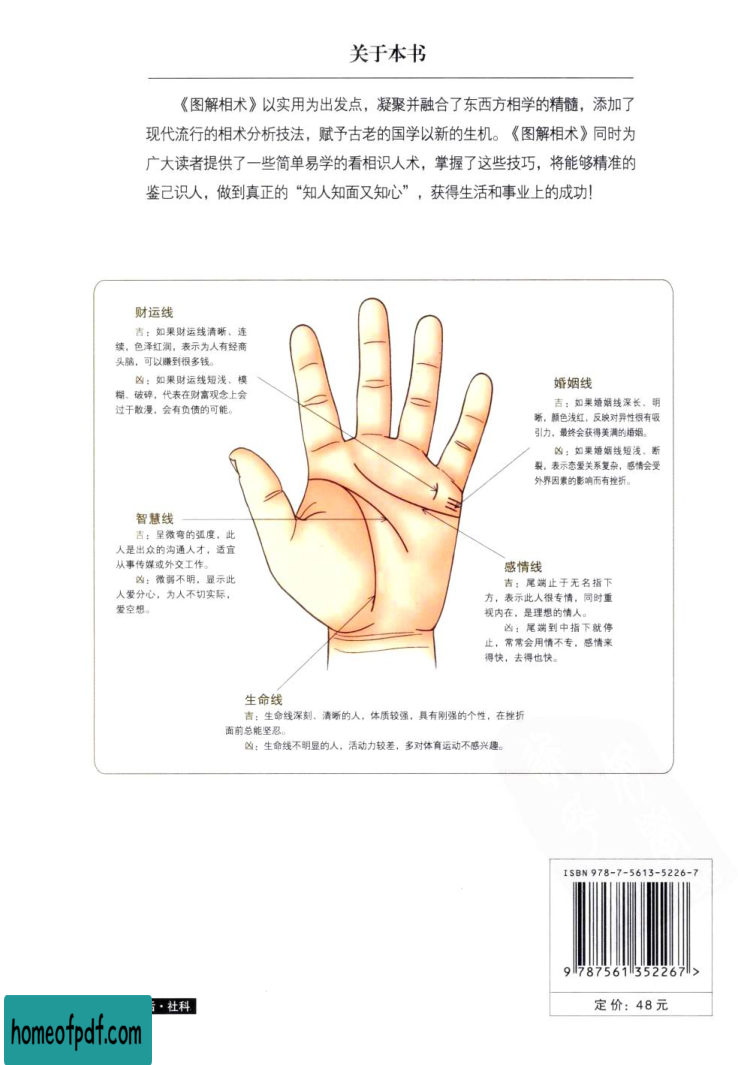 关于本书
《图解相术》以实用为出发点，凝聚并融合了东西方相学的精髓，添加了
现代流行的相术分析技法，赋予古老的国学以新的生机。《图解相术》同时为
广大读者提供了一些简单易学的看相识人术，掌握了这些技巧，将能够精准的
鉴己识人，做到真正的“知人知面又知心”，获得生活和事业上的成功！
财运线
吉：如果财运线清晰、连
续，色泽红润，表示为人有经商
头脑，可以赚到很多钱。
凶：如果财运线短浅、模
糊、破碎，代表在财富观念上会
过于散漫，会有负债的可能。
婚姻线
吉：如果婚姻线深长、明
晰，颜色浅红，反映对异性很有吸
引力，最终会获得美满的婚姻。
凶：如果婚姻线短浅、断
裂，表示恋爱关系复杂，感情会受
外界因素的影响而有挫折。
智慧线
吉：呈微弯的弧度，此
人是出众的沟通人才，适宜
从事传媒或外交工作。
凶：微弱不明，显示此
人爱分心，为人不切实际，
爱空想。
感情线
吉：尾端止于无名指下
方，表示此人很专情，同时重
视内在，是理想的情人。
凶：尾端到中指下就停
止，常常会用情不专，感情来
得快，去得也快。
生命线
吉：生命线深刻、清晰的人，体质较强，具有刚强的个性，在挫折
面前总能坚忍。
凶：生命线不明显的人，活动力较差，多对体育运动不感兴趣。
ISBN 978-7-5613-5226-7
9 787561 352267 >
定价：48元
·社科
homeofpdf.com